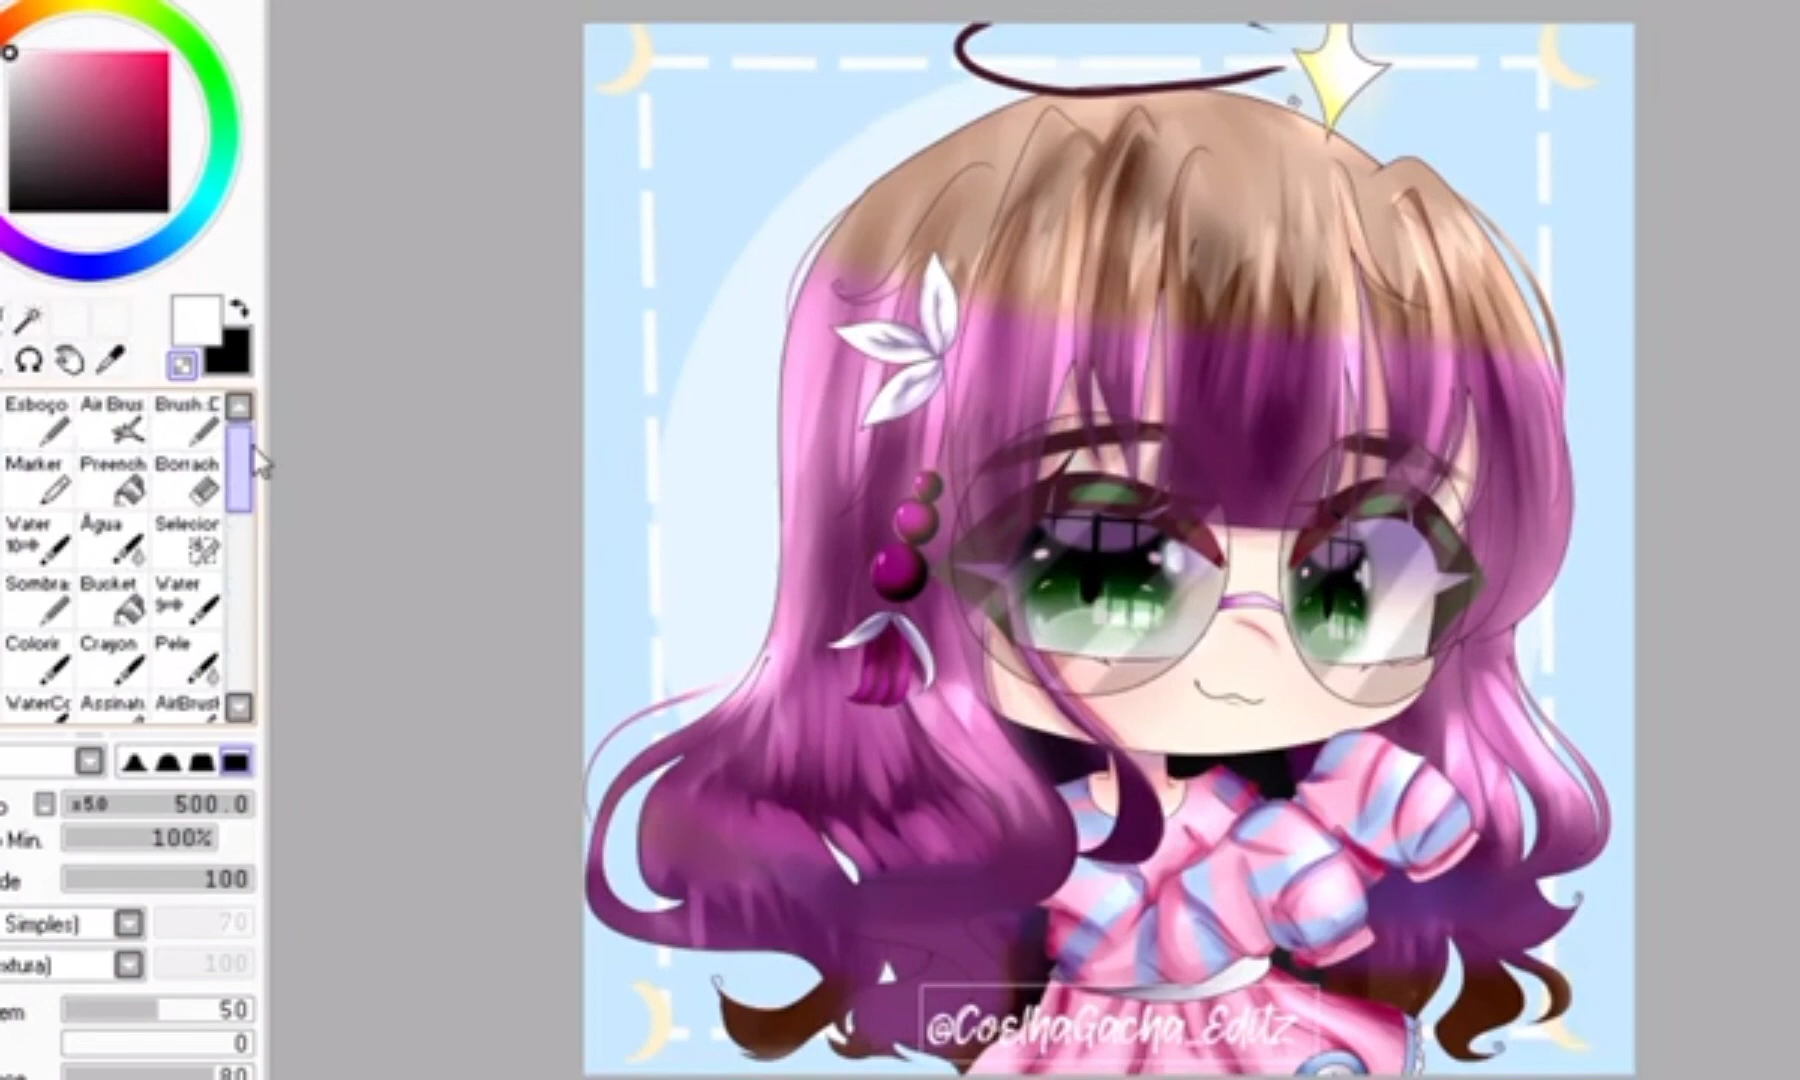 Esboço Air Brus Brush:C
Marker Preench Borrach
Water Água Selecior
Sombra: Bucket Water
Colorir Crayon Pele
WaterCc Assinat AirBrust
x5.0 500.0
Min. 100%
de 100
Simples) 70
xtura) 100
em 50
0
80
@CoelhaGacha_Editz